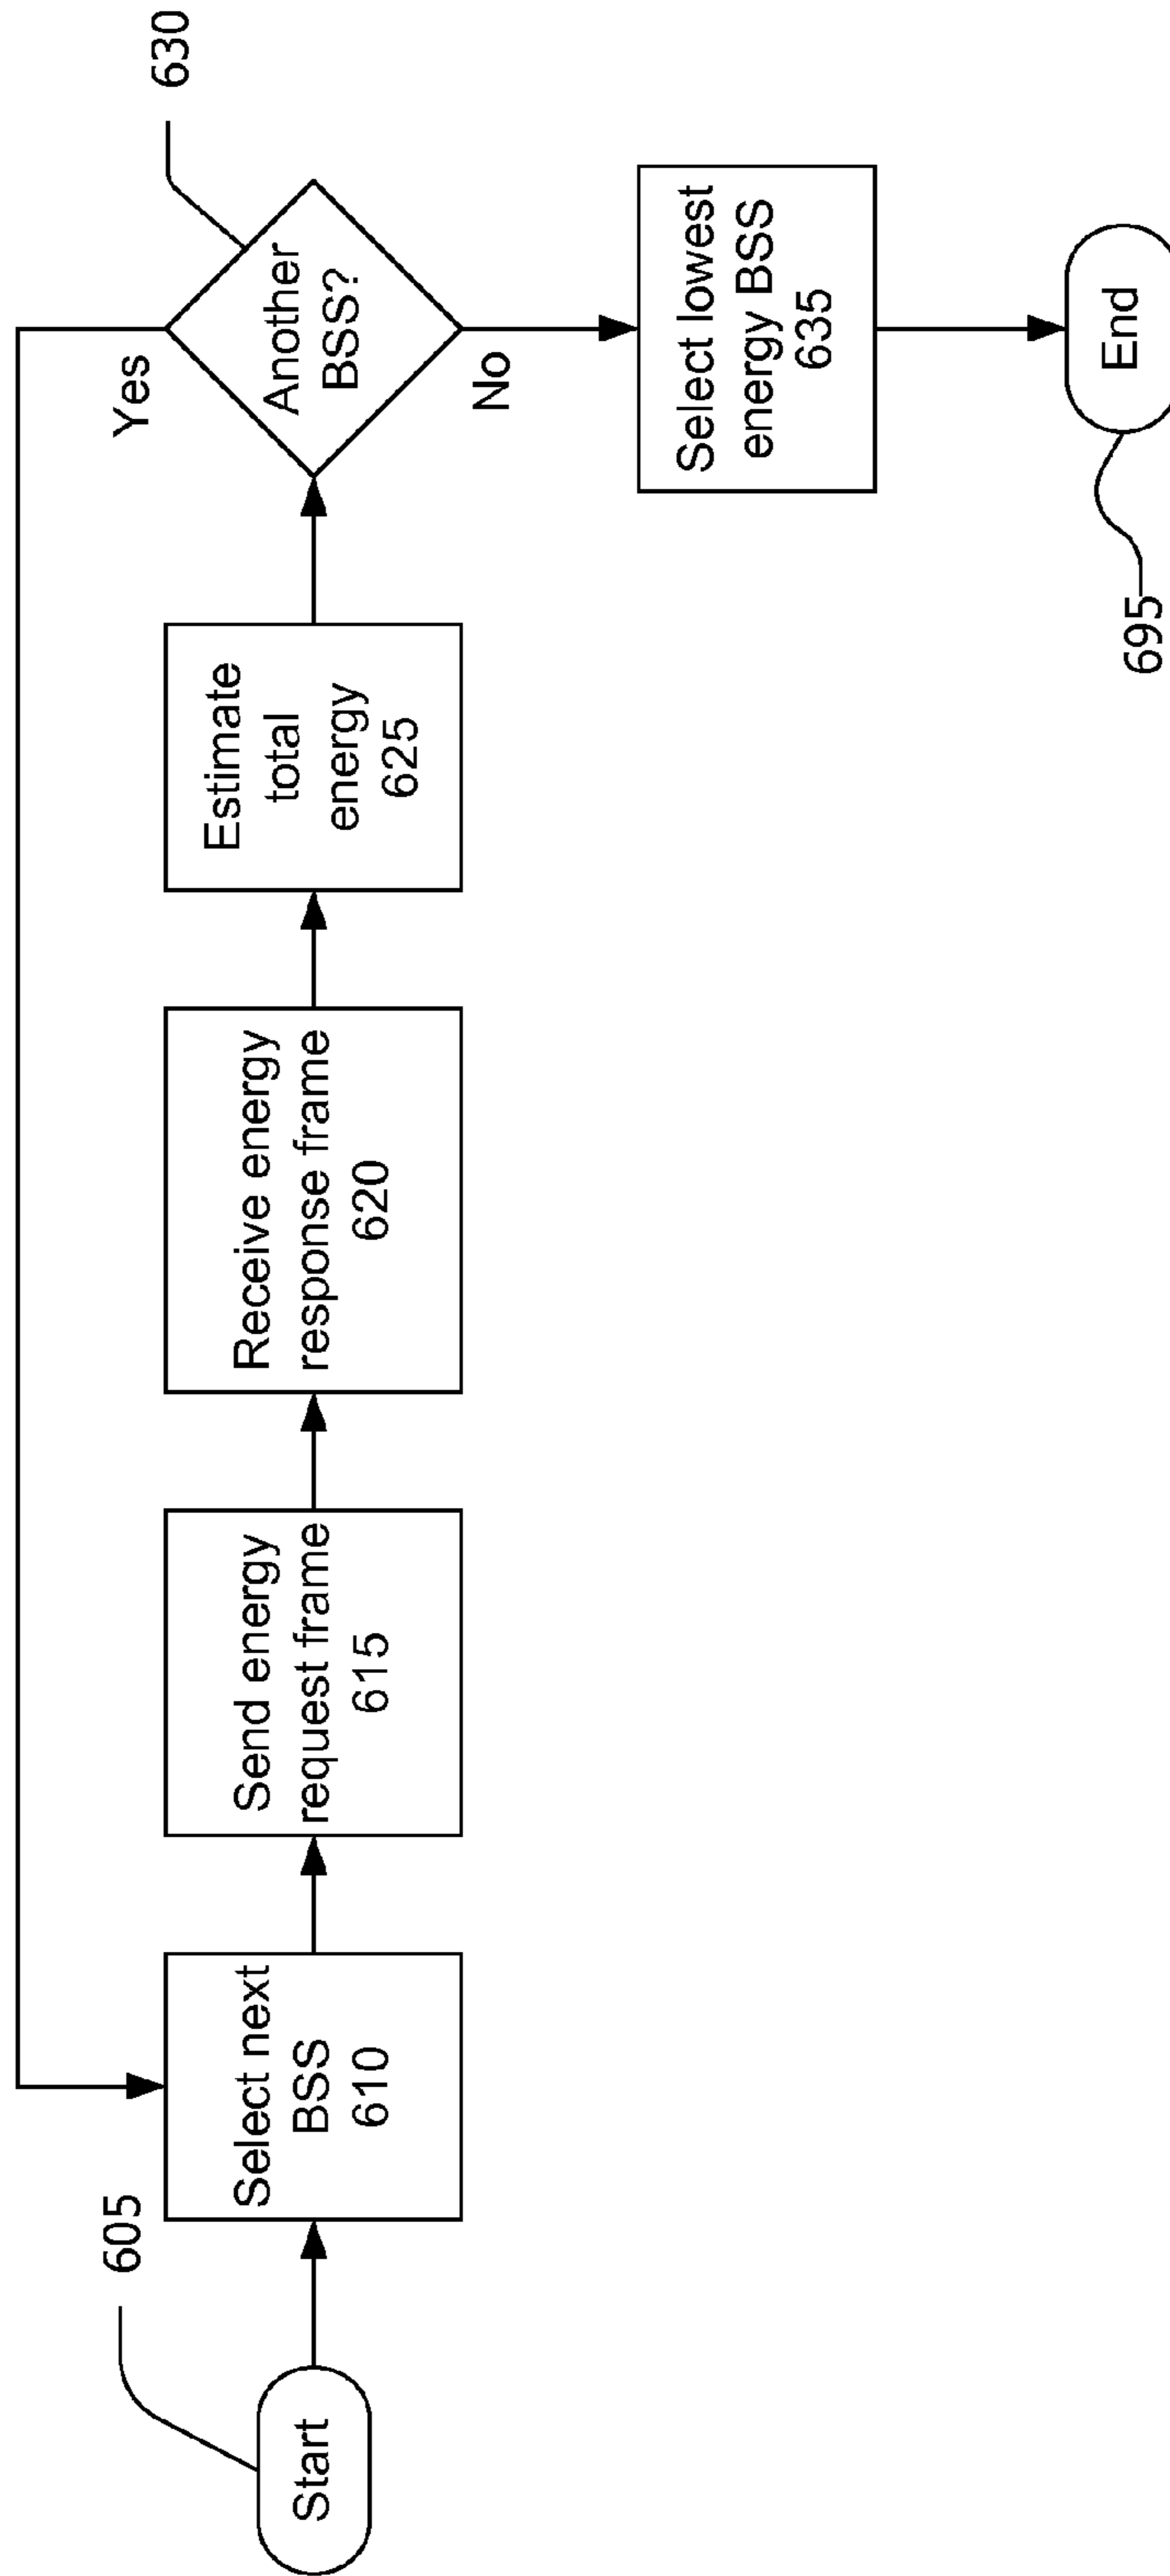 605
Start
Select next
BSS
610
Send energy
request frame
615
Receive energy
response frame
620
Estimate
total
energy
625
Another
BSS?
630
Yes
No
Select lowest
energy BSS
635
End
695